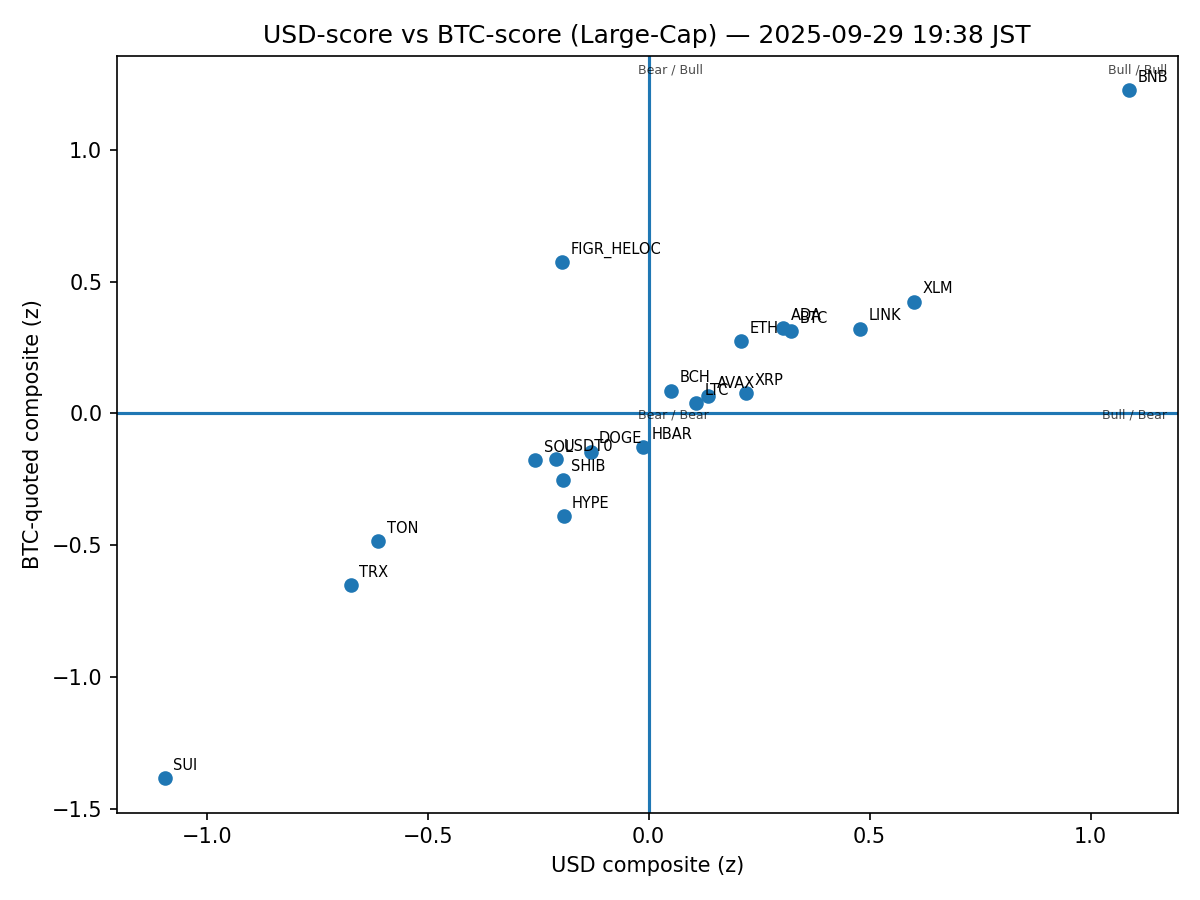 USD-score vs BTC-score (Large-Cap) — 2025-09-29 19:38 JST
Bear / Bull
Bull / Bull
BNB
1.0
FIGR_HELOC
0.5
XLM
LINK
ADA
BTC
ETH
BCH
XRP
AVAX
LTC
0.0
Bear / Bear
Bull / Bear
HBAR
DOGE
SOL
USDT0
SHIB
HYPE
−0.5
TON
TRX
−1.0
SUI
−1.5
−1.0
−0.5
0.0
0.5
1.0
USD composite (z)
BTC-quoted composite (z)